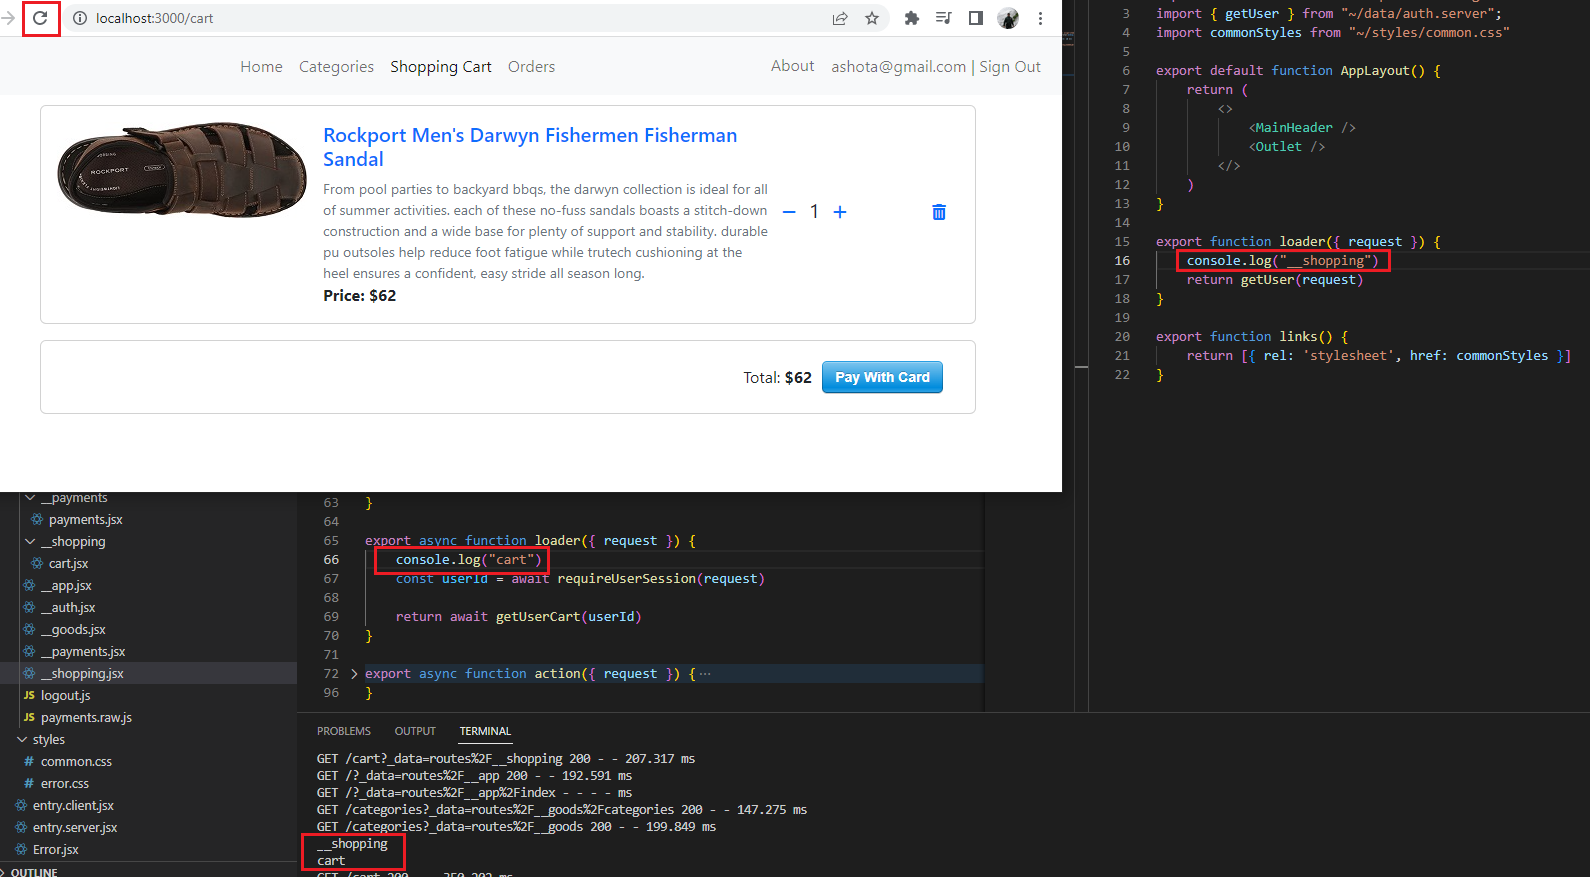 localhost:3000/cart
Home Categories Shopping Cart Orders About ashota@gmail.com | Sign Out
ROCKPORT
Rockport Men's Darwyn Fishermen Fisherman
Sandal
From pool parties to backyard bbqs, the darwyn collection is ideal for all
of summer activities. each of these no-fuss sandals boasts a stitch-down
construction and a wide base for plenty of support and stability. durable
pu outsoles help reduce foot fatigue while trutech cushioning at the
heel ensures a confident, easy stride all season long.
Price: $62
− 1 +
Total: $62 Pay With Card
3 import { getUser } from "~/data/auth.server";
4 import commonStyles from "~/styles/common.css"
5
6 export default function AppLayout() {
7 return (
8 <>
9 <MainHeader />
10 <Outlet />
11 </>
12 )
13 }
14
15 export function loader({ request }) {
16 console.log("__shopping")
17 return getUser(request)
18 }
19
20 export function links() {
21 return [{ rel: 'stylesheet', href: commonStyles }]
22 }
__payments
payments.jsx
__shopping
cart.jsx
__app.jsx
__auth.jsx
__goods.jsx
__payments.jsx
__shopping.jsx
JS logout.js
JS payments.raw.js
styles
# common.css
# error.css
entry.client.jsx
entry.server.jsx
Error.jsx
OUTLINE
63 }
64
65 export async function loader({ request }) {
66 console.log("cart")
67 const userId = await requireUserSession(request)
68
69 return await getUserCart(userId)
70 }
71
72 export async function action({ request }) { ···
96 }
PROBLEMS OUTPUT TERMINAL
GET /cart?_data=routes%2F__shopping 200 - - 207.317 ms
GET /?_data=routes%2F__app 200 - - 192.591 ms
GET /?_data=routes%2F__app%2Findex - - - - ms
GET /categories?_data=routes%2F__goods%2Fcategories 200 - - 147.275 ms
GET /categories?_data=routes%2F__goods 200 - - 199.849 ms
__shopping
cart
GET /cart 200 - - 350.202 ms